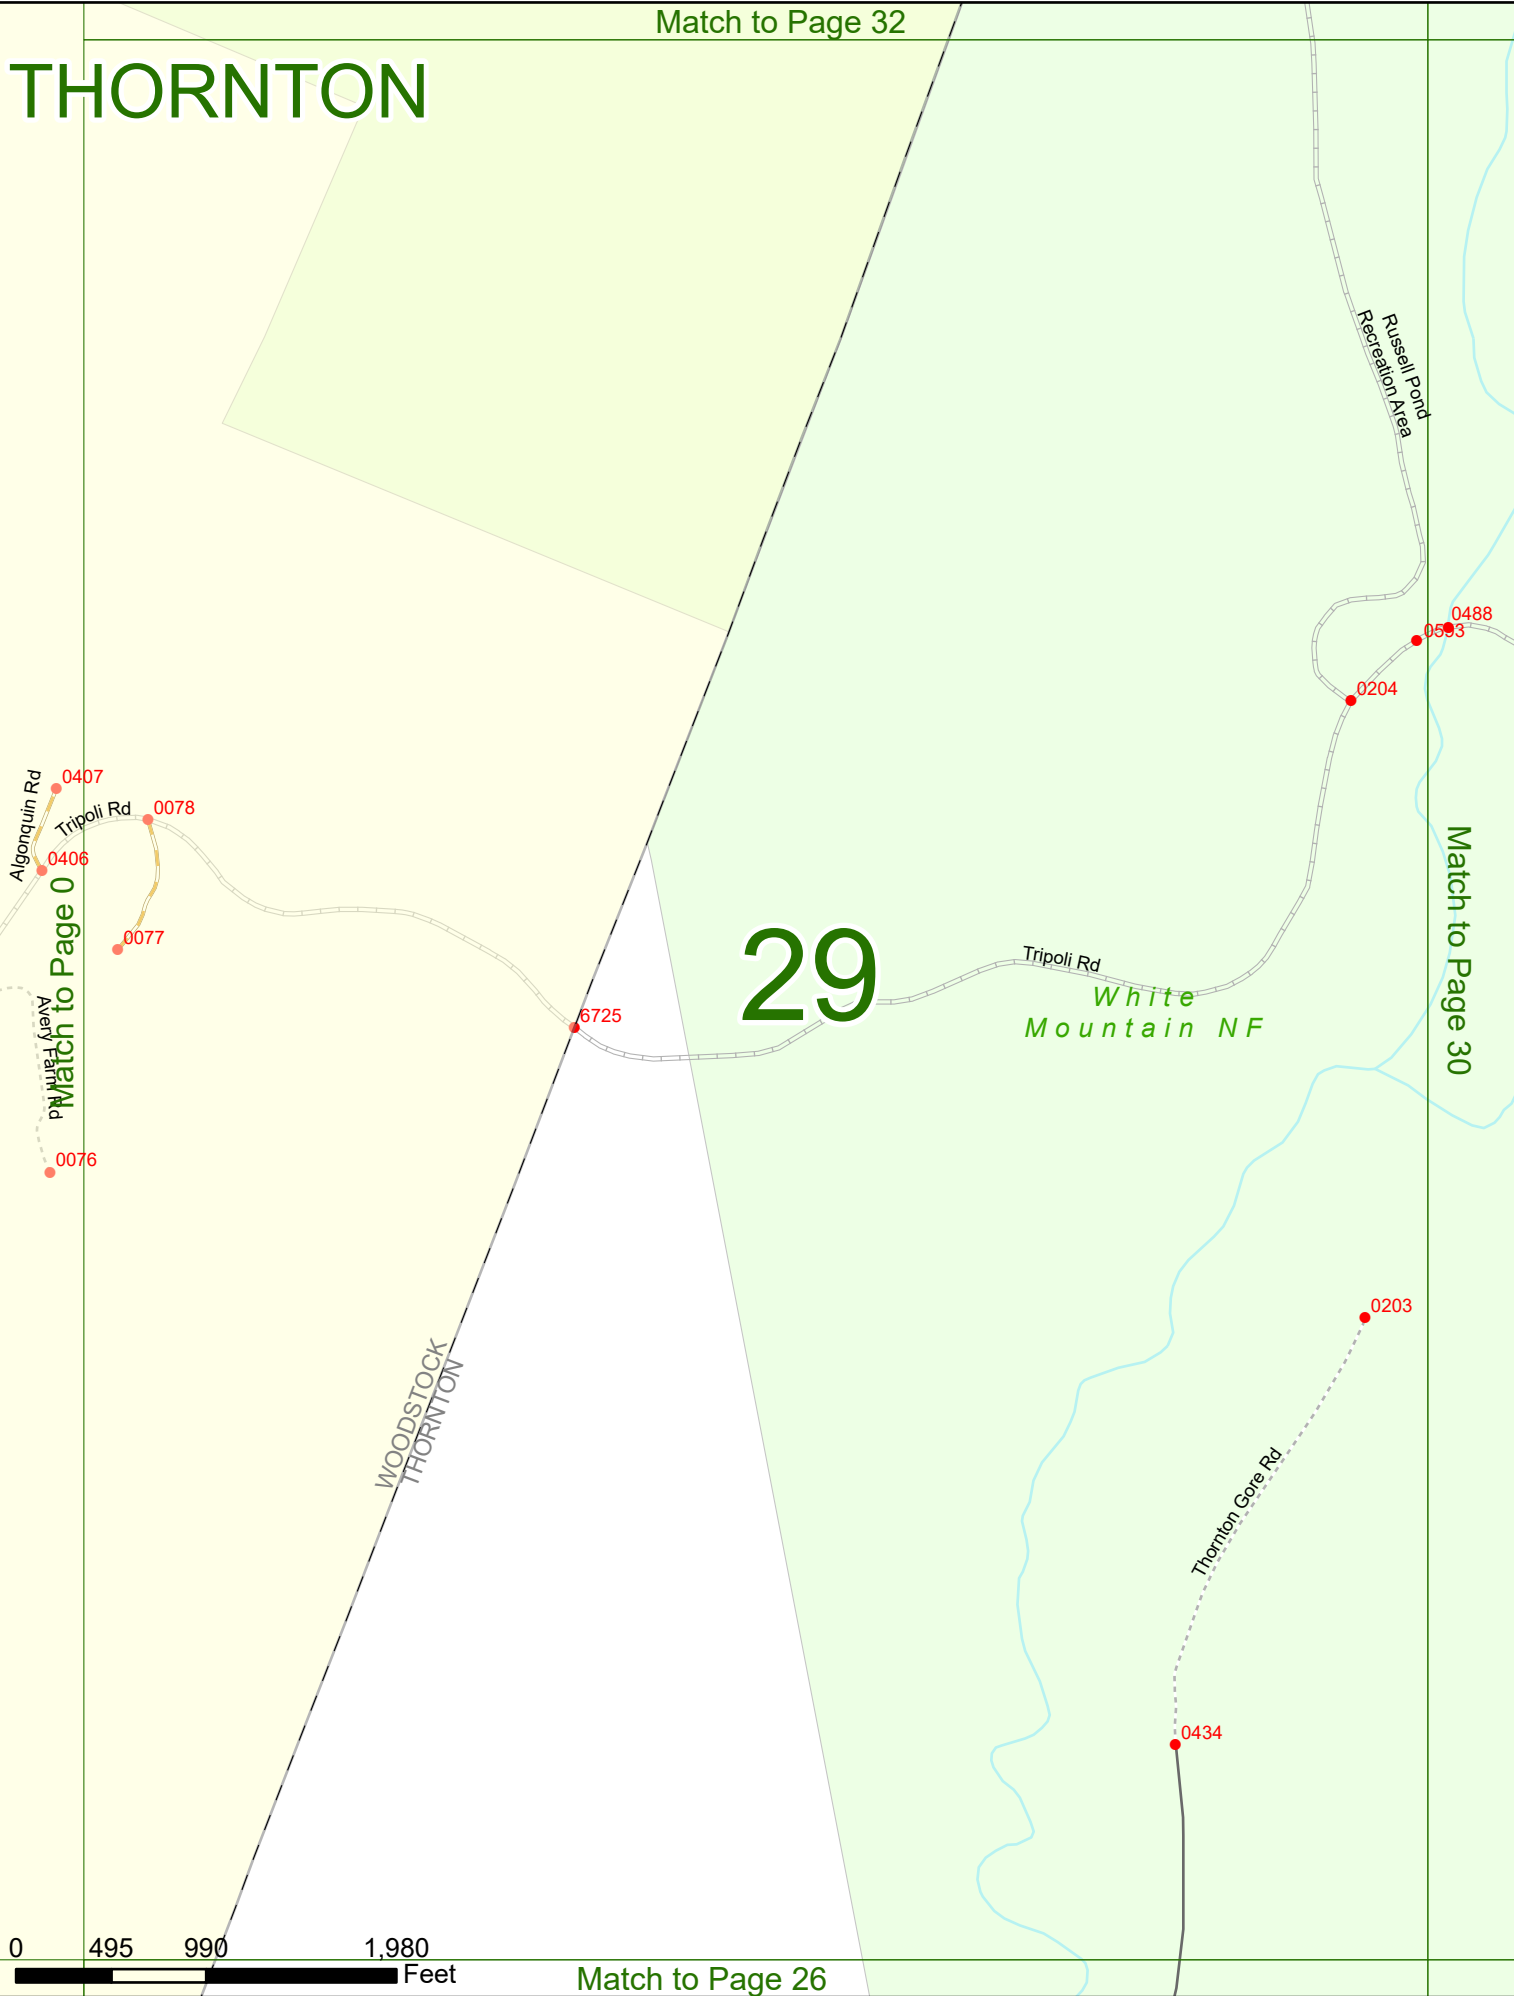 Match to Page 32
THORNTON
Russell Pond
Recreation Area
0488
0593
0204
0407
Algonquin Rd
Tripoli Rd
0078
0406
Match to Page 0
0077
29
Tripoli Rd
White
Mountain NF
Match to Page 30
Avery Farm Rd
6725
0076
0203
WOODSTOCK
THORNTON
Thornton Gore Rd
0434
0 495 990 1,980
Feet
Match to Page 26